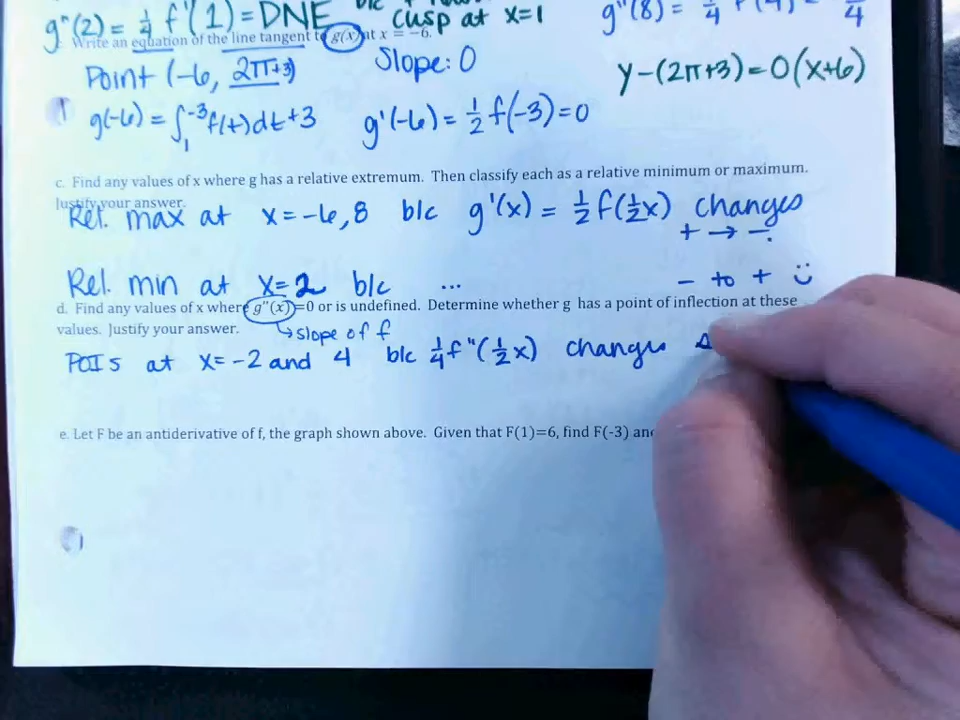 g"(2) = 1/4 f'(1) = DNE cusp at x=1 g"(8) =
Write an equation of the line tangent to g(x) at x = -6.
Point (-6, 2π+3) Slope: 0 y-(2π+3)=0(x+6)
g(-6) = ∫₁⁻³ f(t)dt+3 g'(-6) = 1/2 f(-3) = 0
c. Find any values of x where g has a relative extremum. Then classify each as a relative minimum or maximum.
Justify your answer.
Rel. max at x = -6, 8 b/c g'(x) = 1/2 f(1/2x) changes
+ → -.
Rel min at x=2 b/c ... - to +
d. Find any values of x where g"(x)=0 or is undefined. Determine whether g has a point of inflection at these
values. Justify your answer. ↳ slope of f
POIs at x = -2 and 4 b/c 1/4 f"(1/2x) changes
e. Let F be an antiderivative of f, the graph shown above. Given that F(1)=6, find F(-3) and